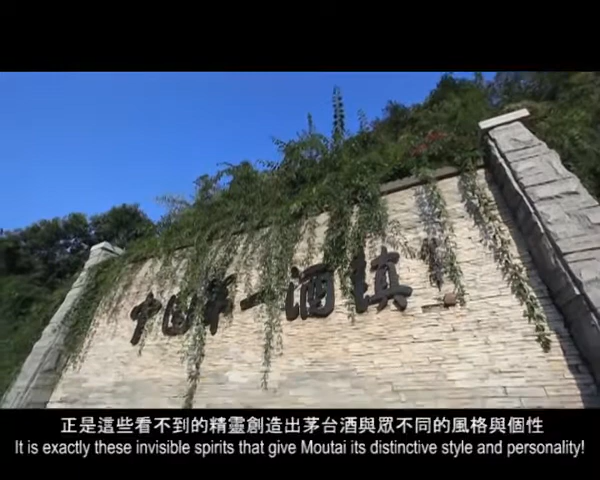 中国第一酒镇
正是這些看不到的精靈創造出茅台酒與眾不同的風格與個性
It is exactly these invisible spirits that give Moutai its distinctive style and personality!